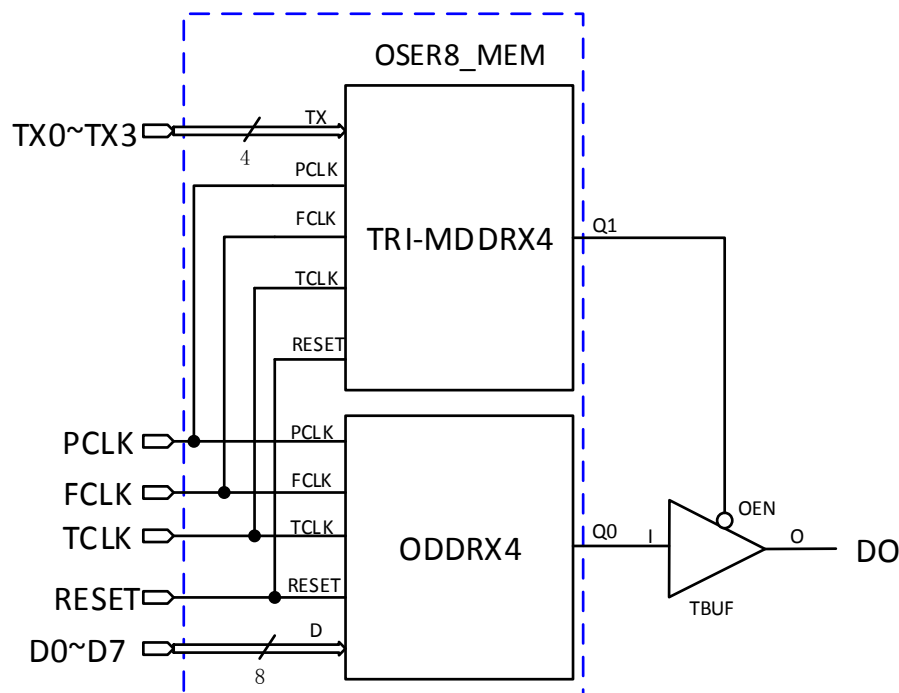 OSER8_MEM
TX0~TX3
4
TX
PCLK
FCLK
TCLK
RESET
TRI-MDDRX4
Q1
PCLK
FCLK
TCLK
RESET
D0~D7
8
PCLK
FCLK
TCLK
RESET
D
ODDRX4
Q0
I
OEN
O
TBUF
DO